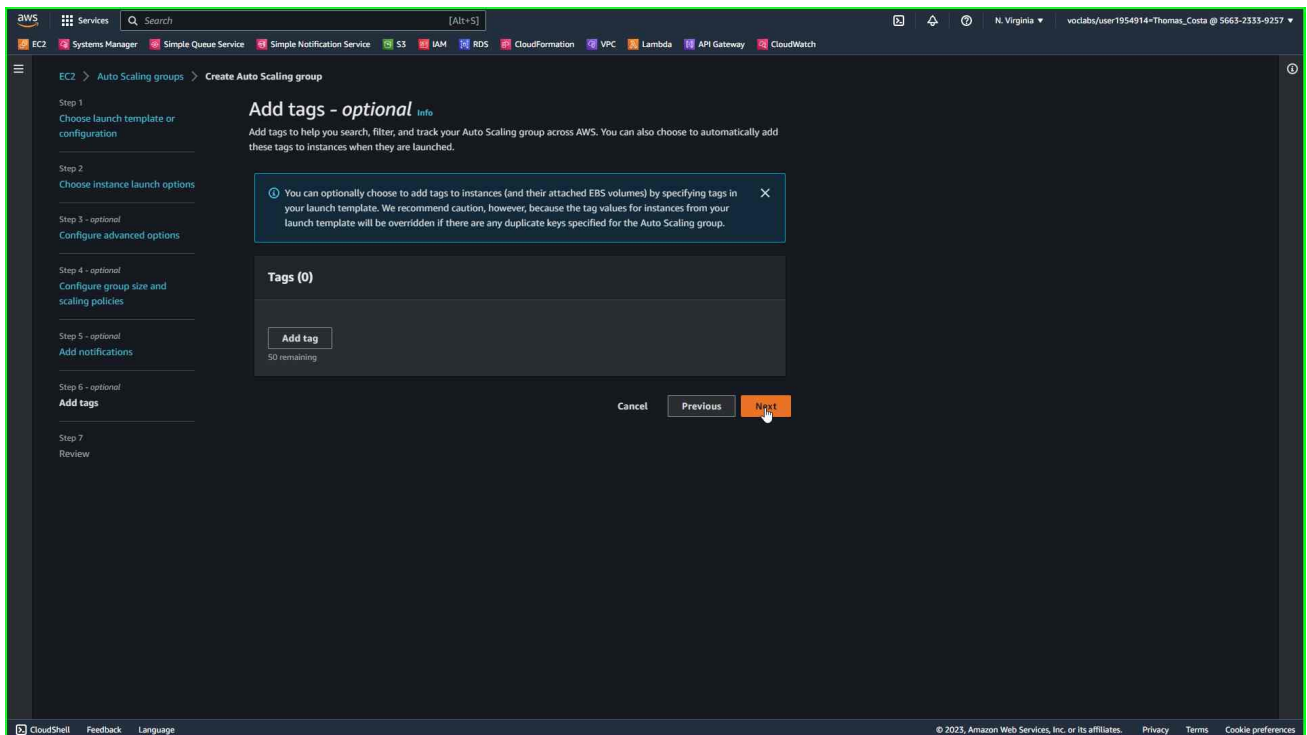 aws Services Search [Alt+S] N. Virginia voclabs/user1954914=Thomas_Costa @ 5663-2333-9257
EC2 Systems Manager Simple Queue Service Simple Notification Service S3 IAM RDS CloudFormation VPC Lambda API Gateway CloudWatch
EC2 > Auto Scaling groups > Create Auto Scaling group
Step 1
Choose launch template or
configuration
Step 2
Choose instance launch options
Step 3 - optional
Configure advanced options
Step 4 - optional
Configure group size and
scaling policies
Step 5 - optional
Add notifications
Step 6 - optional
Add tags
Step 7
Review
Add tags - optional Info
Add tags to help you search, filter, and track your Auto Scaling group across AWS. You can also choose to automatically add
these tags to instances when they are launched.
You can optionally choose to add tags to instances (and their attached EBS volumes) by specifying tags in
your launch template. We recommend caution, however, because the tag values for instances from your
launch template will be overridden if there are any duplicate keys specified for the Auto Scaling group.
Tags (0)
Add tag
50 remaining
Cancel Previous Next
CloudShell Feedback Language © 2023, Amazon Web Services, Inc. or its affiliates. Privacy Terms Cookie preferences